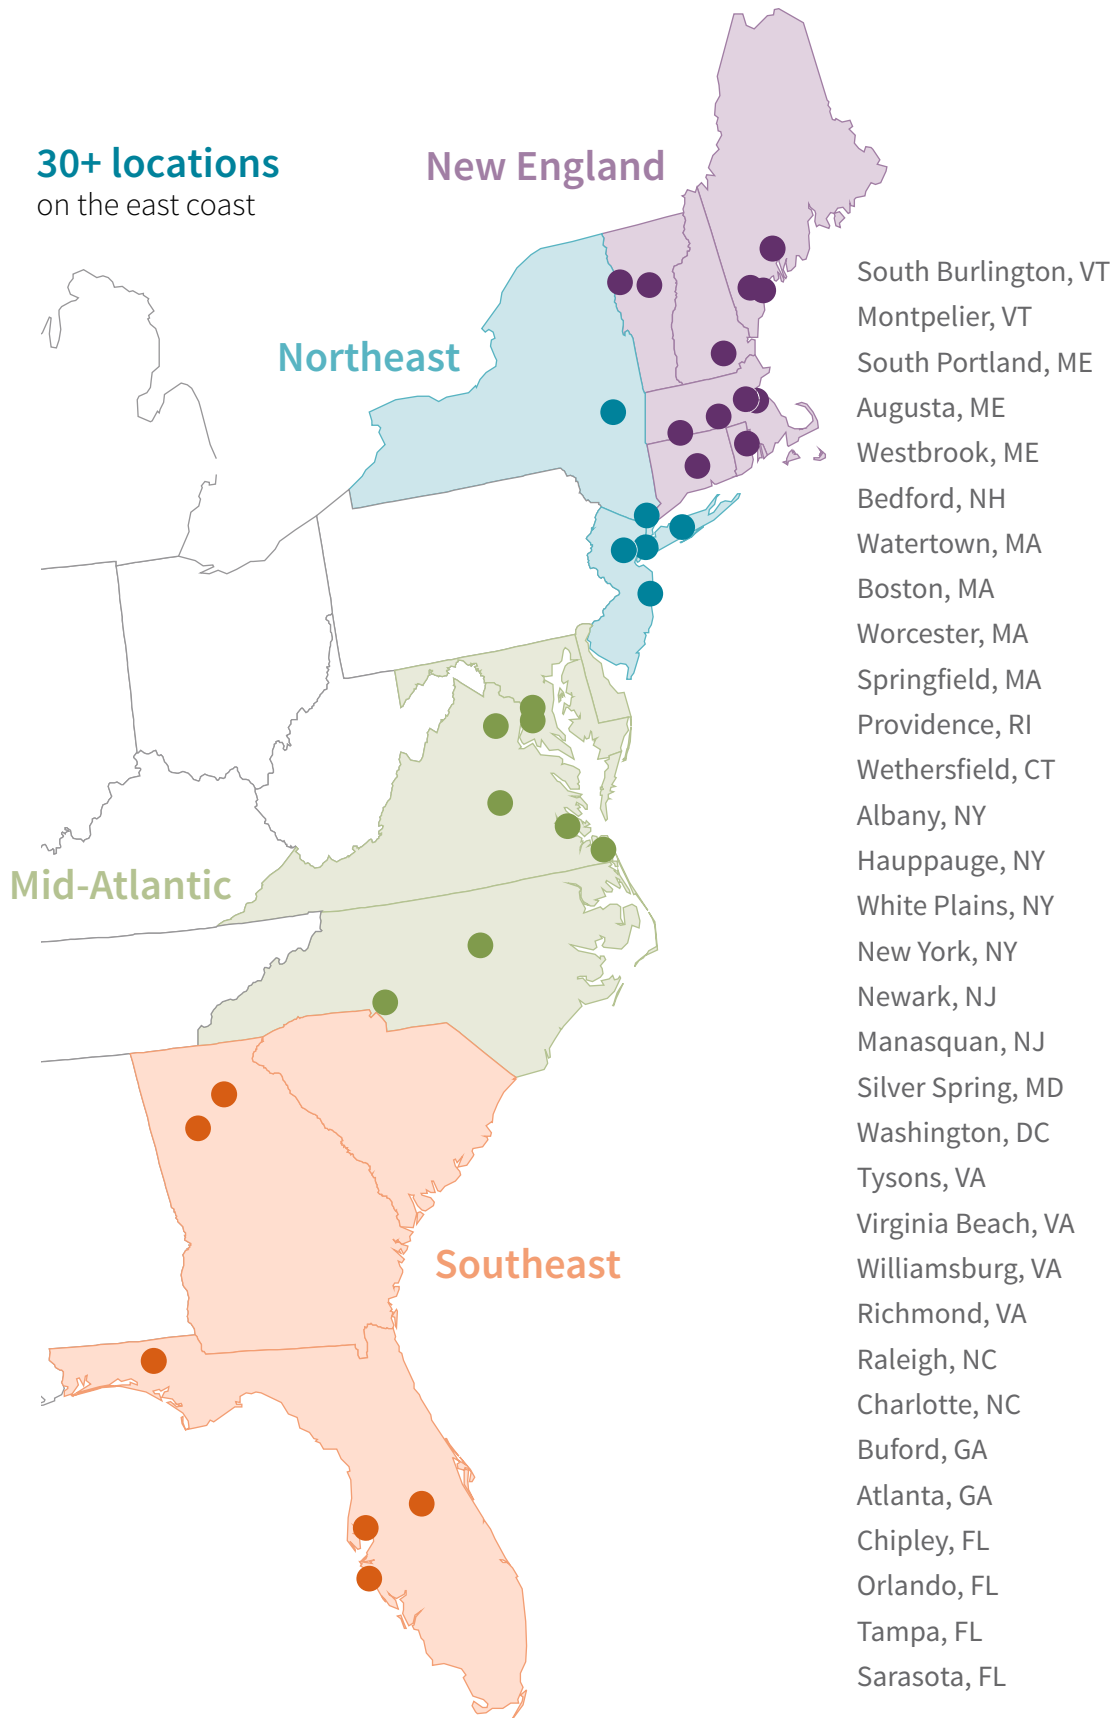 30+ locations
on the east coast
New England
Northeast
Mid-Atlantic
Southeast
South Burlington, VT
Montpelier, VT
South Portland, ME
Augusta, ME
Westbrook, ME
Bedford, NH
Watertown, MA
Boston, MA
Worcester, MA
Springfield, MA
Providence, RI
Wethersfield, CT
Albany, NY
Hauppauge, NY
White Plains, NY
New York, NY
Newark, NJ
Manasquan, NJ
Silver Spring, MD
Washington, DC
Tysons, VA
Virginia Beach, VA
Williamsburg, VA
Richmond, VA
Raleigh, NC
Charlotte, NC
Buford, GA
Atlanta, GA
Chipley, FL
Orlando, FL
Tampa, FL
Sarasota, FL